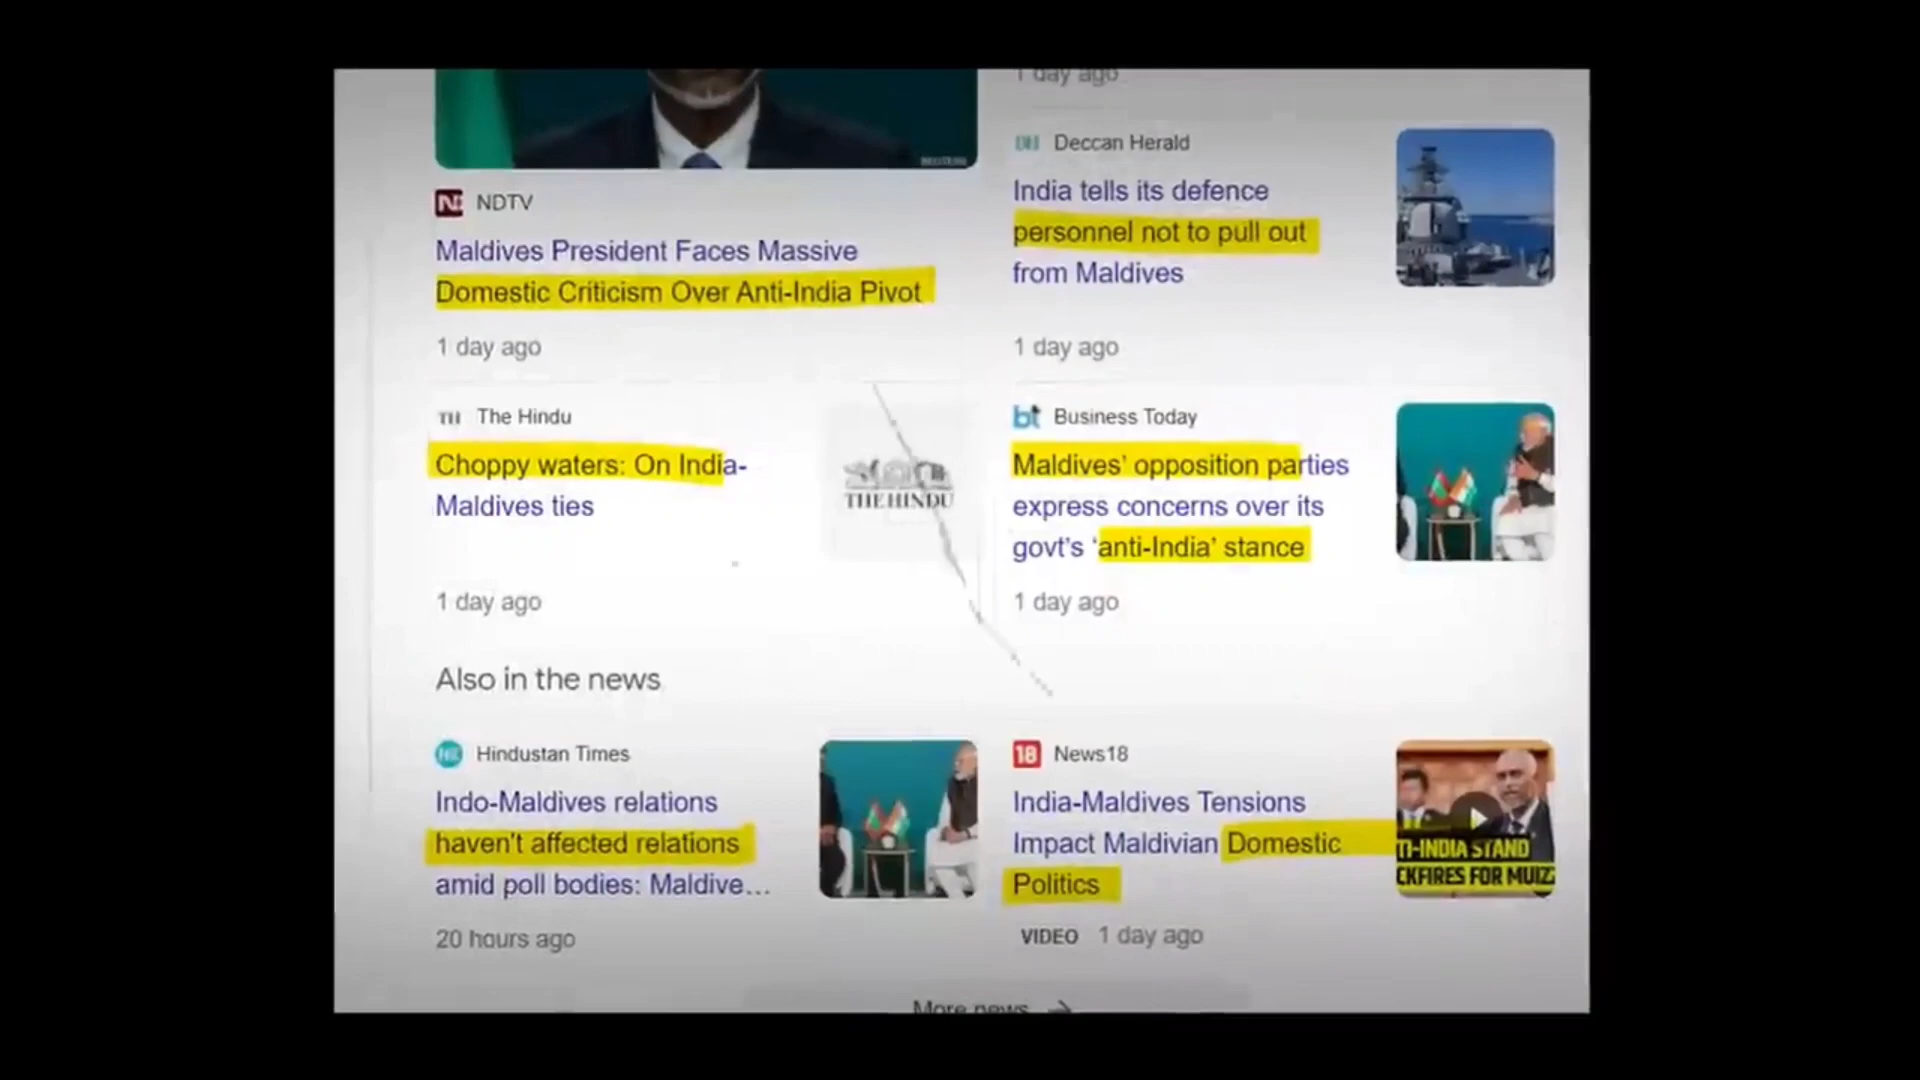 1 day ago
NDTV
Maldives President Faces Massive
Domestic Criticism Over Anti-India Pivot
1 day ago
DH Deccan Herald
India tells its defence
personnel not to pull out
from Maldives
1 day ago
TH The Hindu
Choppy waters: On India-
Maldives ties
THE HINDU
1 day ago
bt Business Today
Maldives' opposition parties
express concerns over its
govt's ‘anti-India’ stance
1 day ago
Also in the news
Hindustan Times
Indo-Maldives relations
haven't affected relations
amid poll bodies: Maldive...
20 hours ago
18 News18
India-Maldives Tensions
Impact Maldivian Domestic
Politics
VIDEO 1 day ago
TI-INDIA STAND
CKFIRES FOR MUIZ
More news →